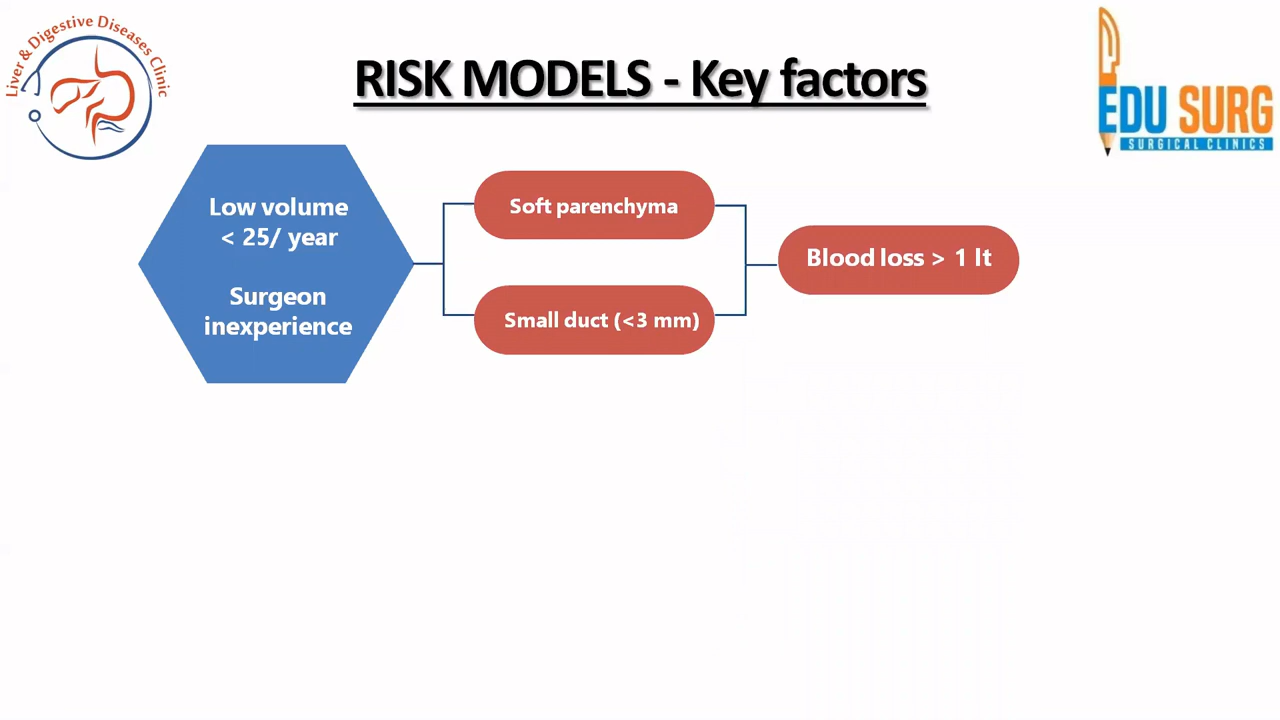 Liver & Digestive Diseases Clinic
RISK MODELS - Key factors
EDU SURG
SURGICAL CLINICS
Low volume
< 25/ year
Surgeon
inexperience
Soft parenchyma
Small duct (<3 mm)
Blood loss > 1 lt